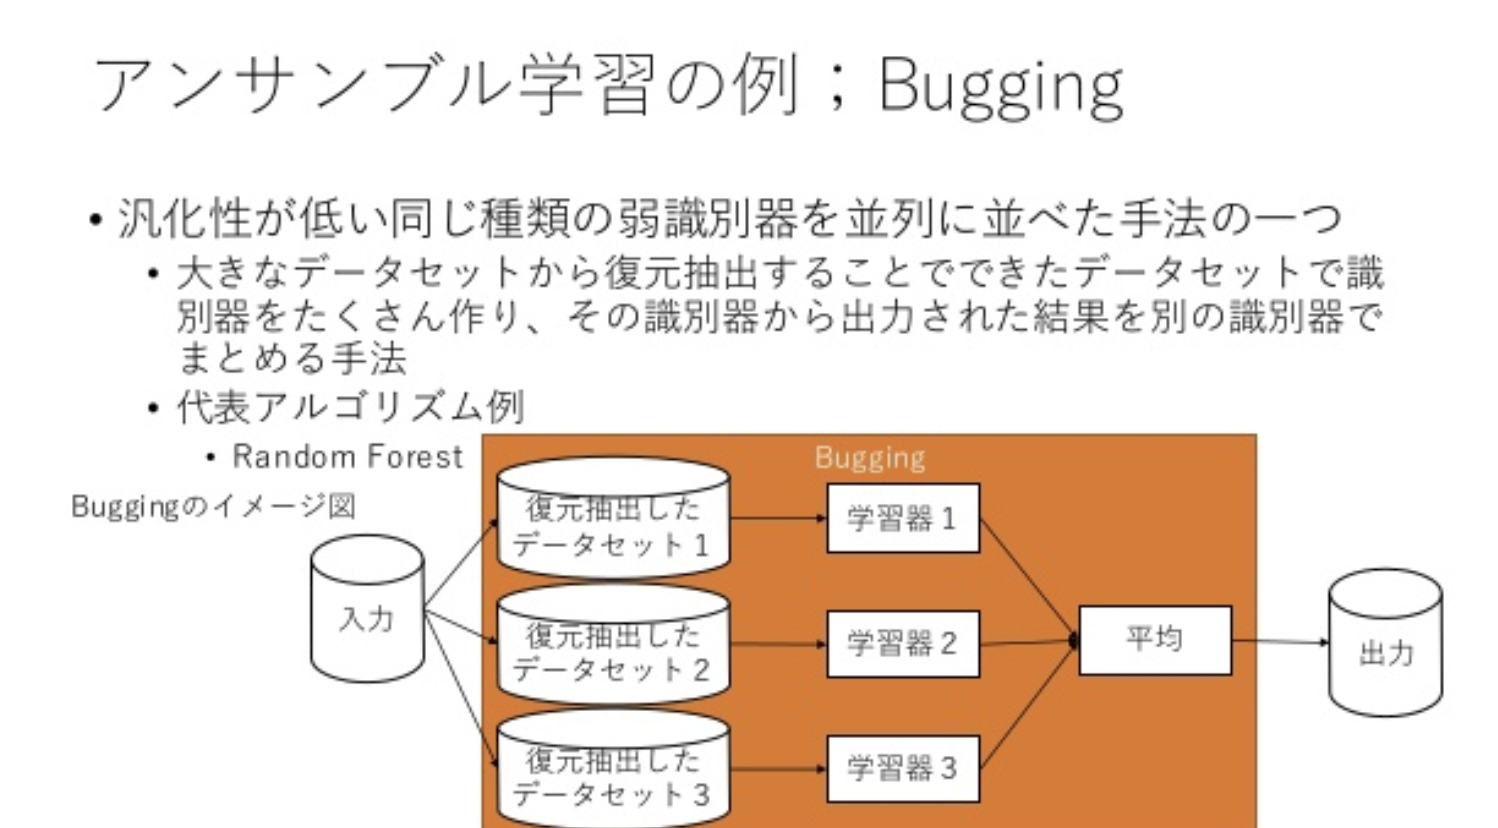 アンサンブル学習の例；Bugging
• 汎化性が低い同じ種類の弱識別器を並列に並べた手法の一つ
• 大きなデータセットから復元抽出することでできたデータセットで識
別器をたくさん作り、その識別器から出力された結果を別の識別器で
まとめる手法
• 代表アルゴリズム例
• Random Forest
Buggingのイメージ図
Bugging
入力
復元抽出した
データセット1
学習器1
復元抽出した
データセット2
学習器2
復元抽出した
データセット3
学習器3
平均
出力